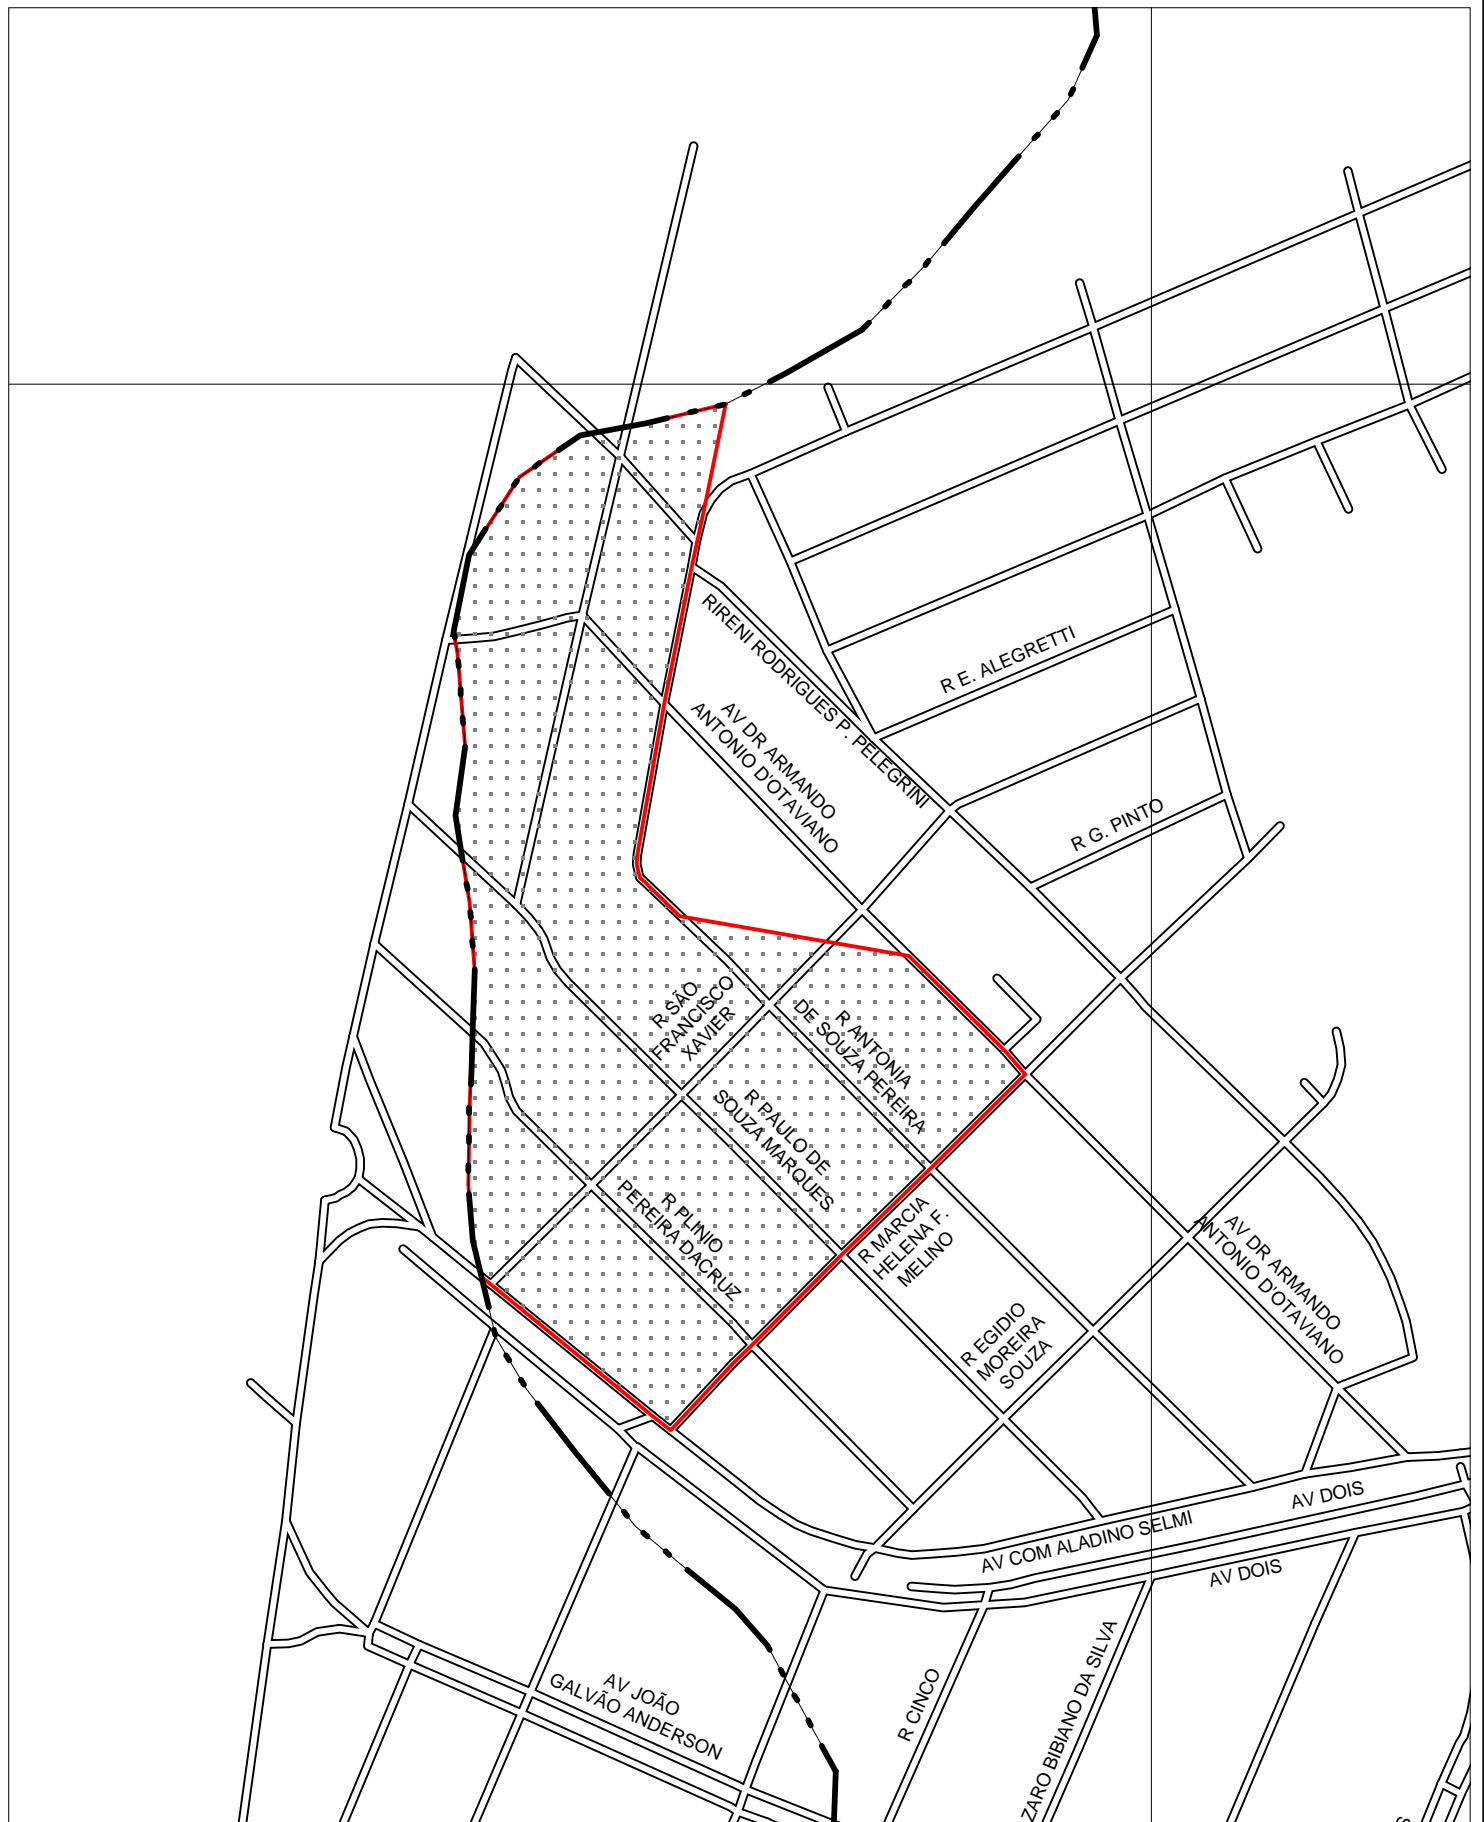 RIRENI RODRIGUES P. PELEGRINI
R E. ALEGRETTI
AV DR ARMANDO
ANTONIO D'OTAVIANO
R G. PINTO
R SÃO
FRANCISCO
XAVIER
R ANTONIA
DE SOUZA PEREIRA
R PAULO DE
SOUZA MARQUES
R PLINIO
PEREIRA DACRUZ
R MARCIA
HELENA F.
MELINO
AV DR ARMANDO
ANTONIO D'OTAVIANO
R EGIDIO
MOREIRA
SOUZA
AV DOIS
AV COM ALADINO SELMI
AV DOIS
AV JOÃO
GALVÃO ANDERSON
R CINCO
ZARO BIBIANO DA SILVA